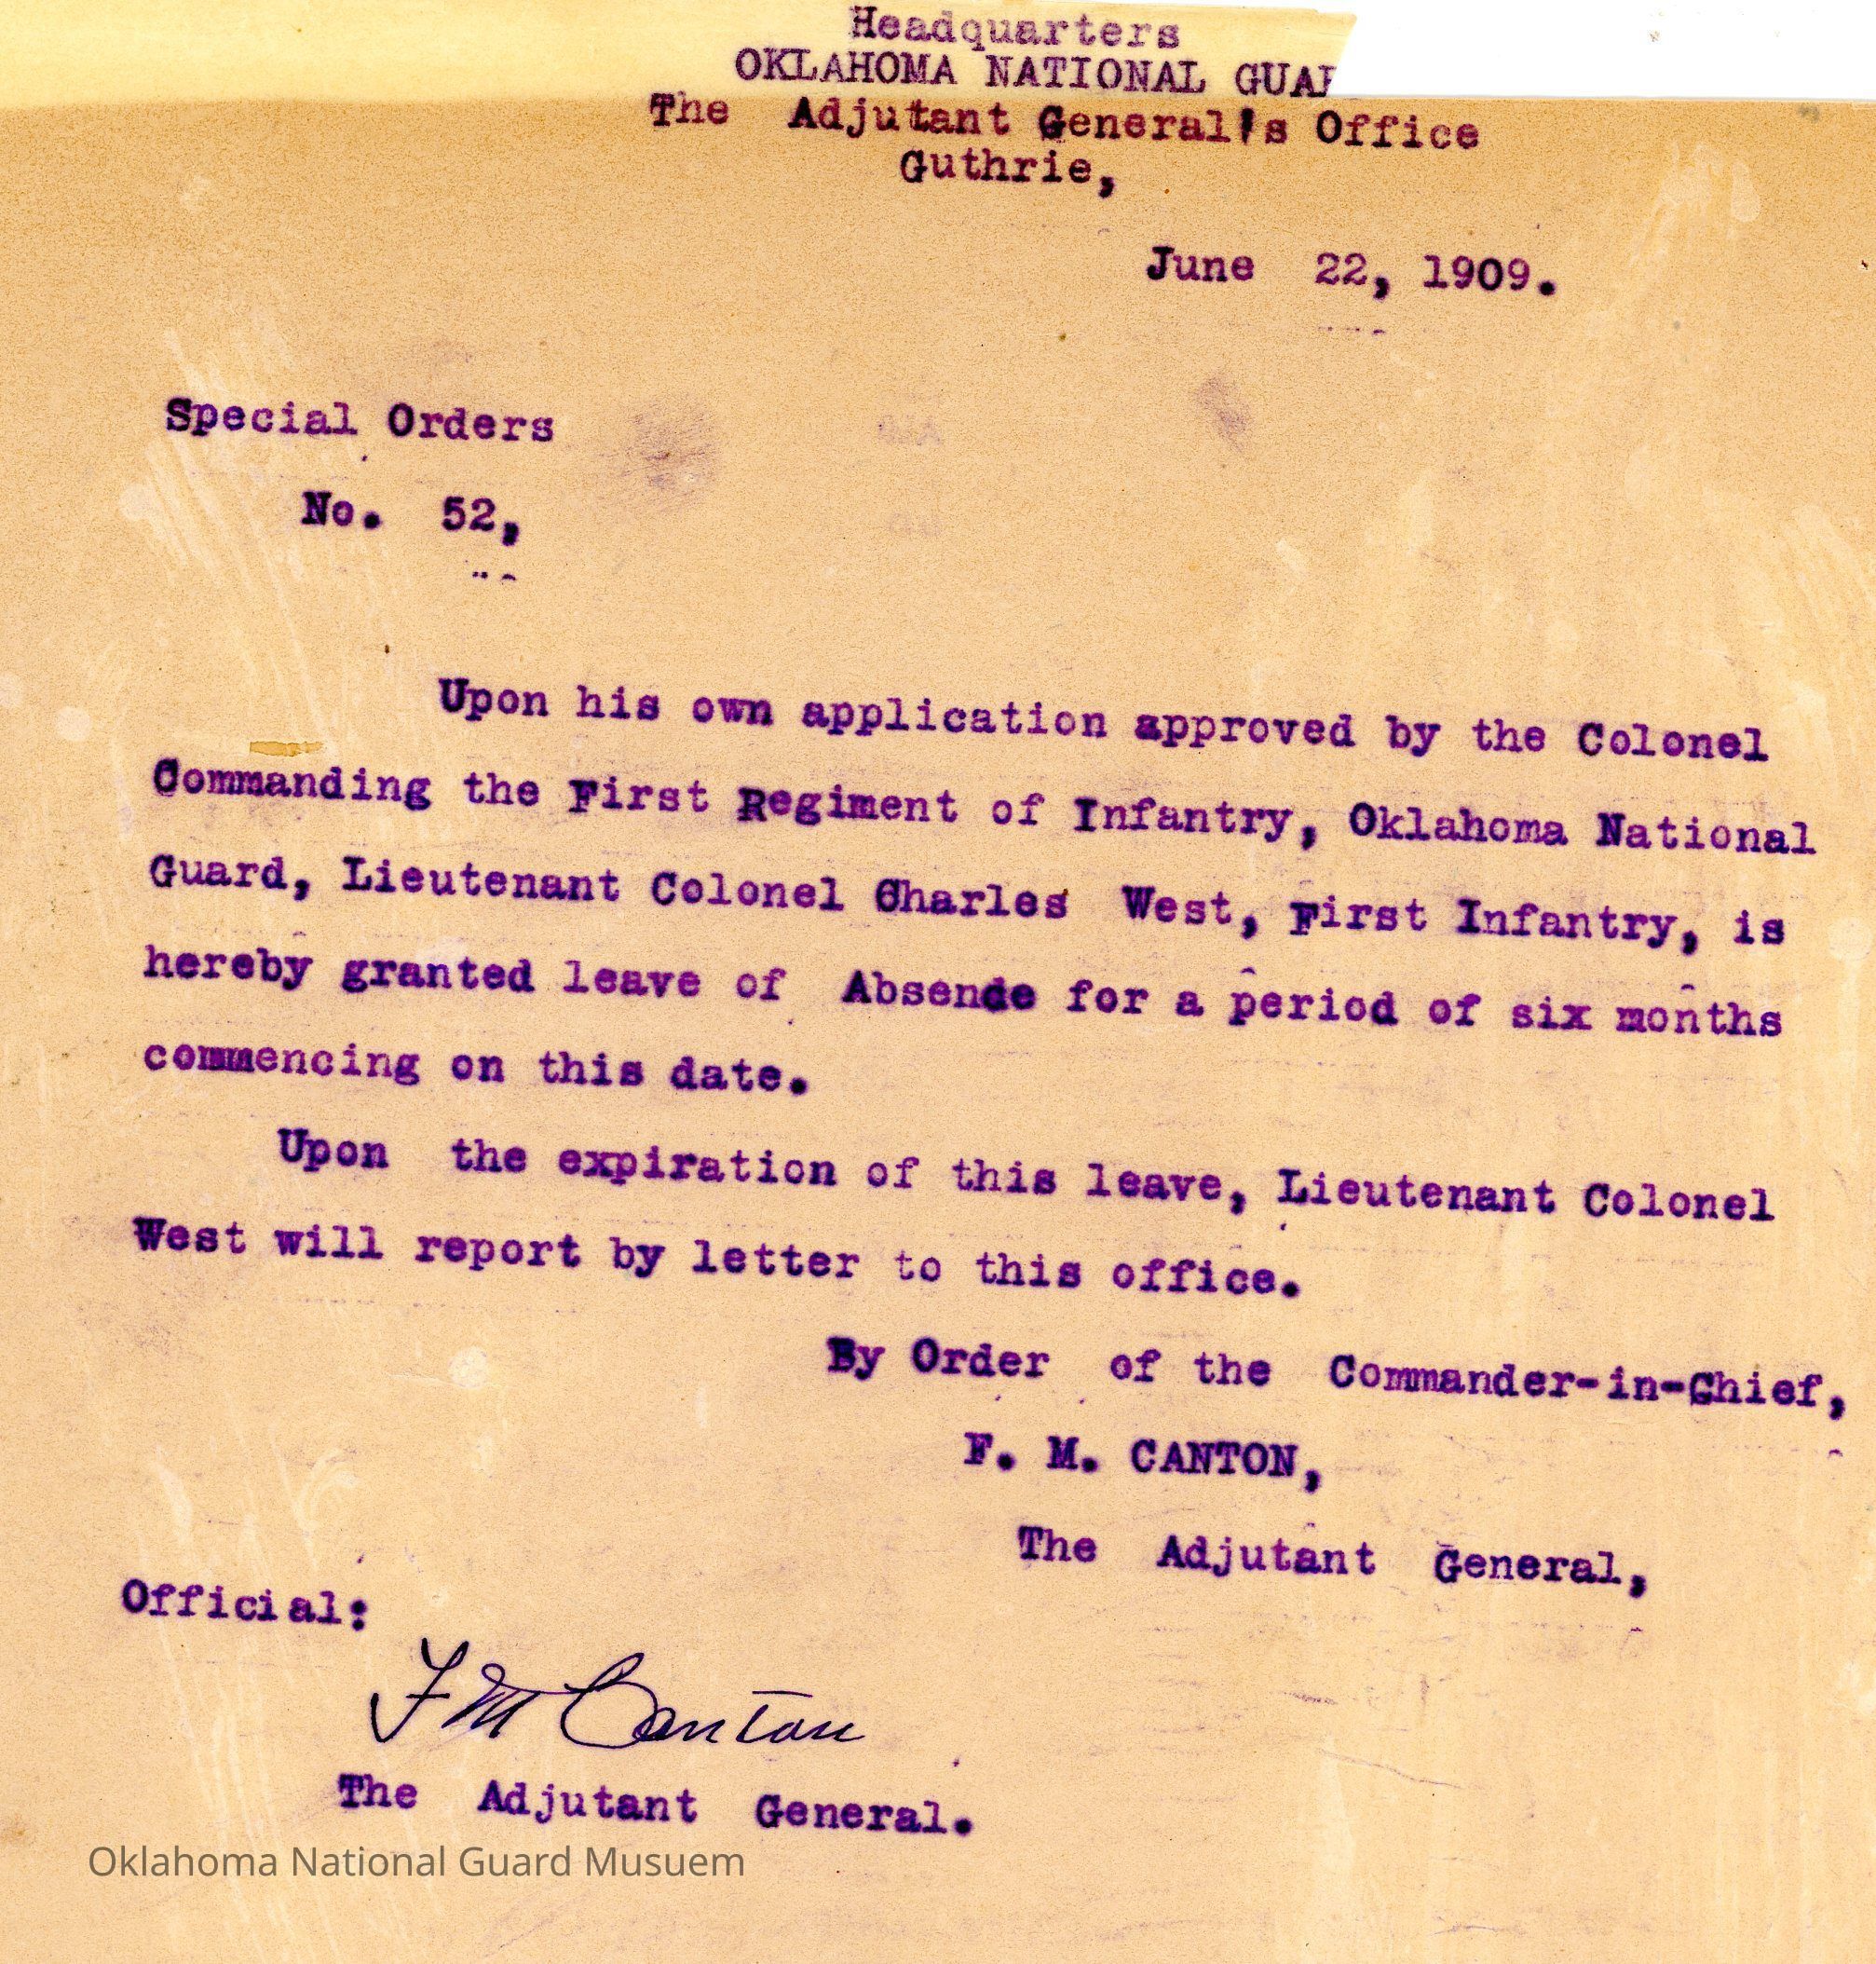 Headquarters
OKLAHOMA NATIONAL GUAR
The Adjutant General's Office
Guthrie,
June 22, 1909.
Special Orders
No. 52,
Upon his own application approved by the Colonel
Commanding the First Regiment of Infantry, Oklahoma National
Guard, Lieutenant Colonel Charles West, First Infantry, is
hereby granted leave of Absende for a period of six months
commencing on this date.
Upon the expiration of this leave, Lieutenant Colonel
West will report by letter to this office.
By Order of the Commander-in-Chief,
F. M. CANTON,
The Adjutant General,
Official:
F M Canton
The Adjutant General.
Oklahoma National Guard Musuem